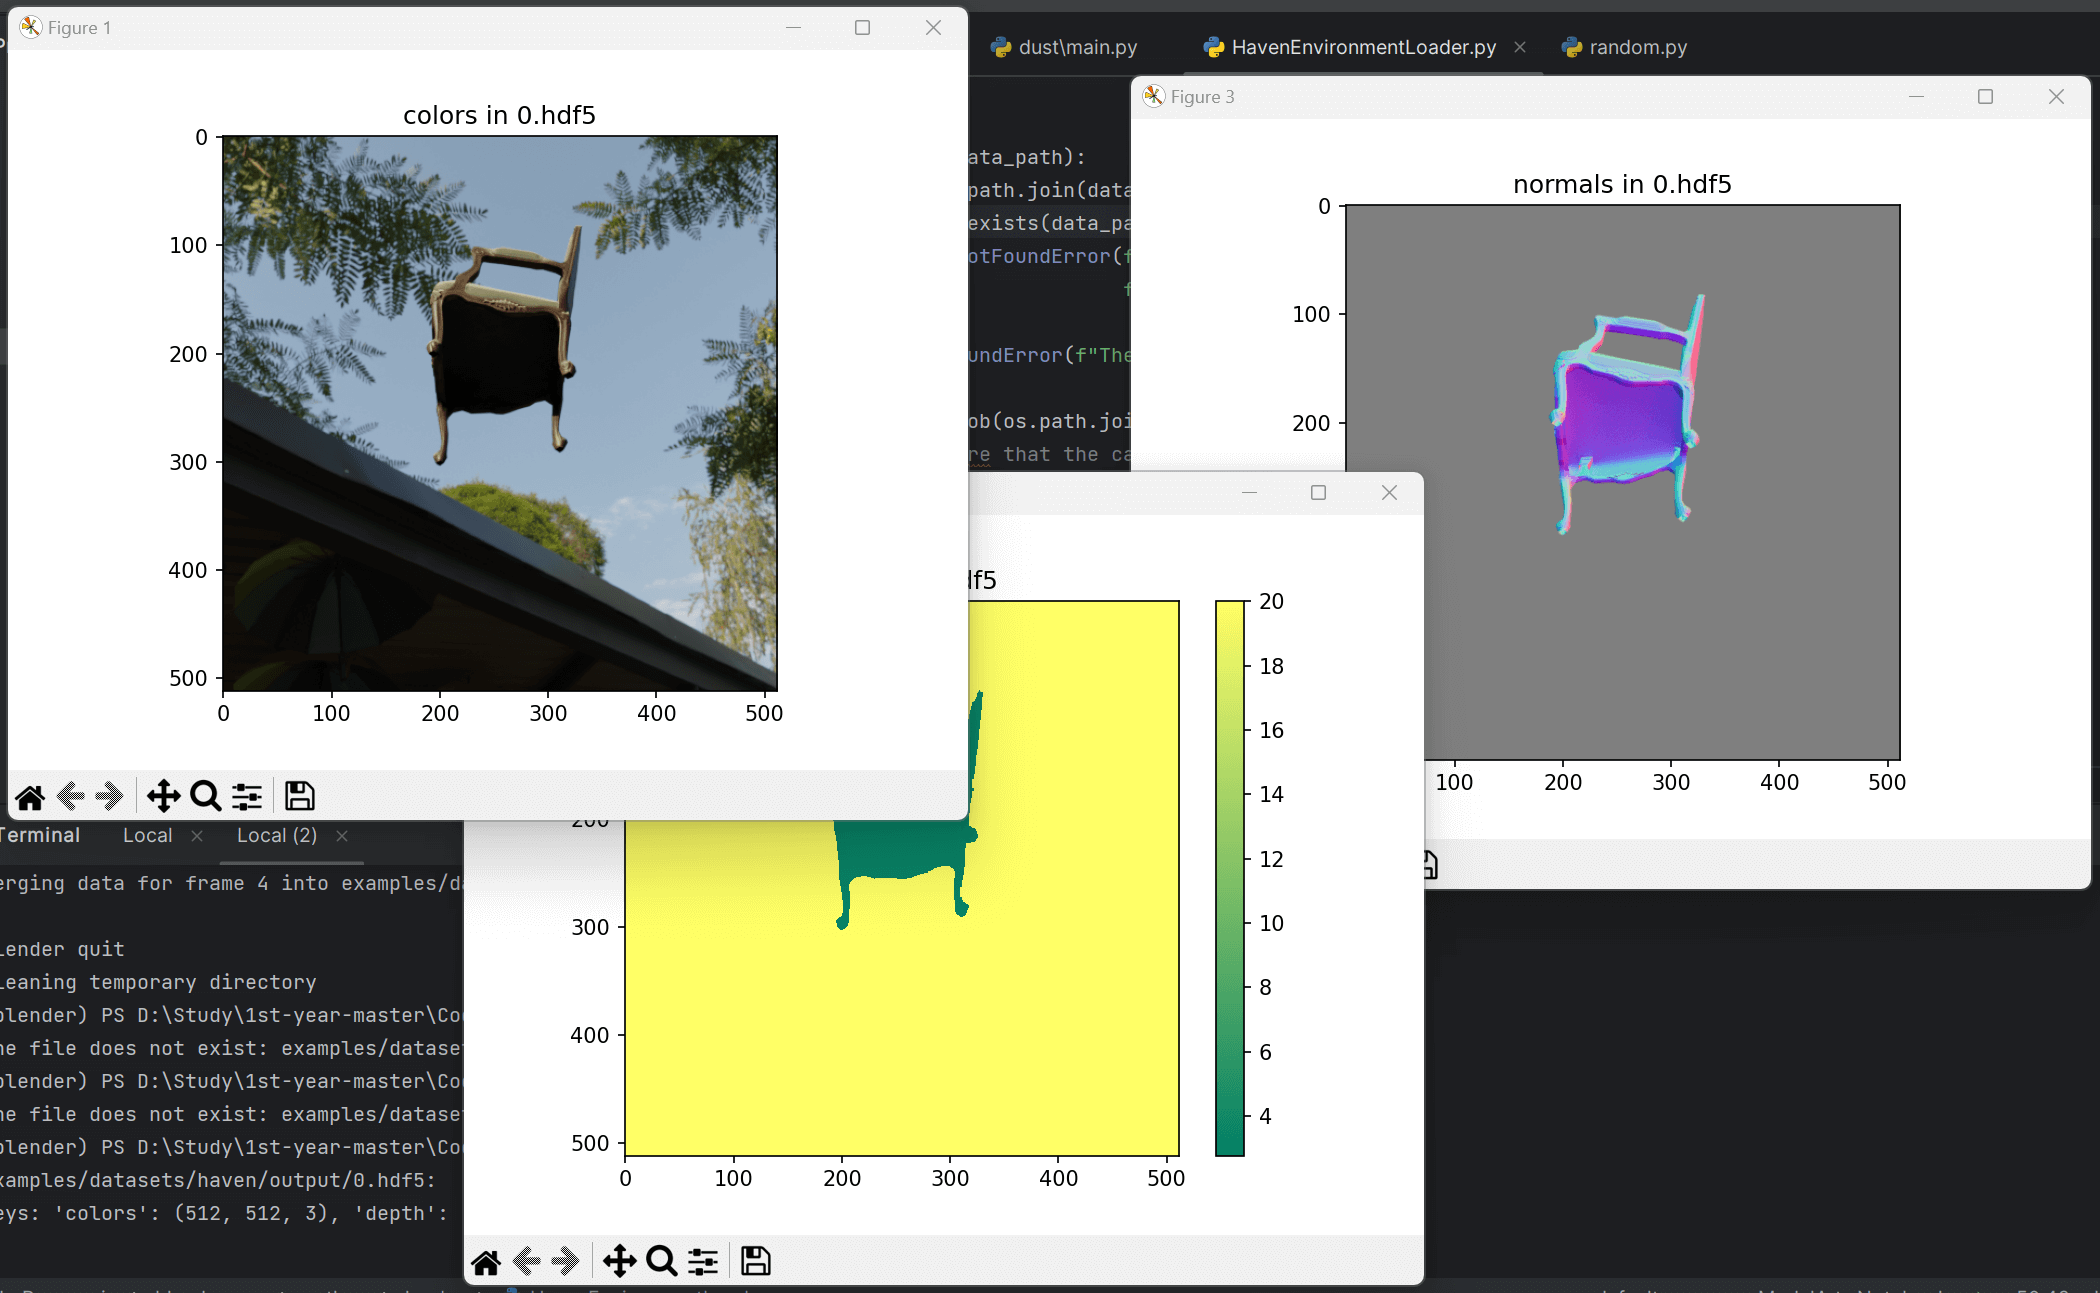 Figure 1
dust\main.py
HavenEnvironmentLoader.py
random.py
Figure 3
colors in 0.hdf5
0
100
200
300
400
500
0 100 200 300 400 500
ata_path):
path.join(data
exists(data_pa
otFoundError(f
f
undError(f"The
ob(os.path.joi
re that the ca
normals in 0.hdf5
0
100
200
100 200 300 400 500
df5
200
300
400
500
0 100 200 300 400 500
20
18
16
14
12
10
8
6
4
Terminal Local Local (2)
erging data for frame 4 into examples/da
lender quit
leaning temporary directory
blender) PS D:\Study\1st-year-master\Co
he file does not exist: examples/dataset
blender) PS D:\Study\1st-year-master\Co
he file does not exist: examples/dataset
blender) PS D:\Study\1st-year-master\Co
xamples/datasets/haven/output/0.hdf5:
eys: 'colors': (512, 512, 3), 'depth':